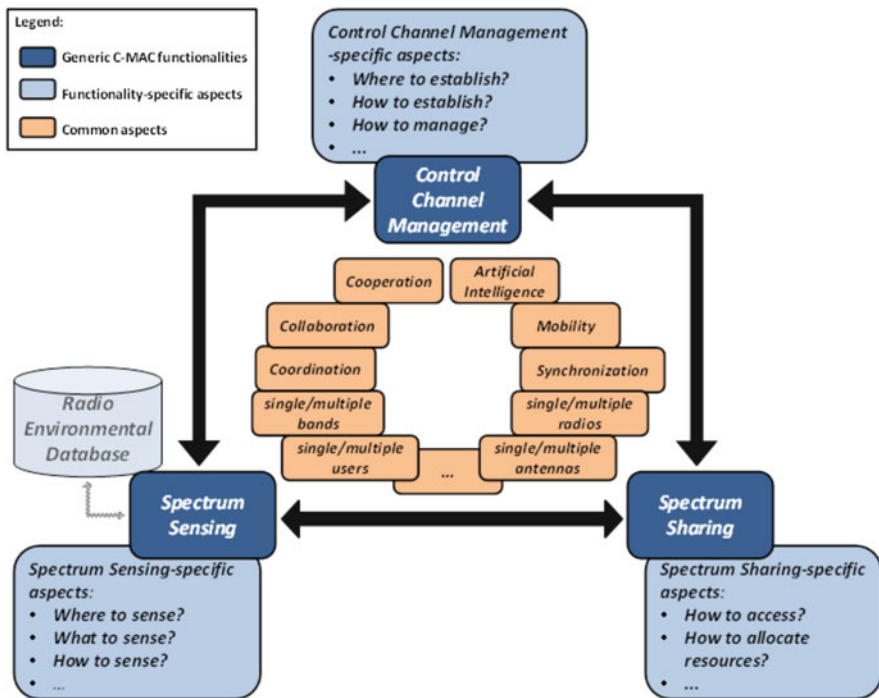 Legend:
Generic C-MAC functionalities
Functionality-specific aspects
Common aspects
Control Channel Management
-specific aspects:
• Where to establish?
• How to establish?
• How to manage?
• ...
Control
Channel
Management
Cooperation
Artificial
Intelligence
Collaboration
Mobility
Coordination
Synchronization
single/multiple
bands
single/multiple
radios
single/multiple
users
...
single/multiple
antennas
Radio
Environmental
Database
Spectrum
Sensing
Spectrum
Sharing
Spectrum Sensing-specific
aspects:
• Where to sense?
• What to sense?
• How to sense?
• ...
Spectrum Sharing-specific
aspects:
• How to access?
• How to allocate
resources?
• ...